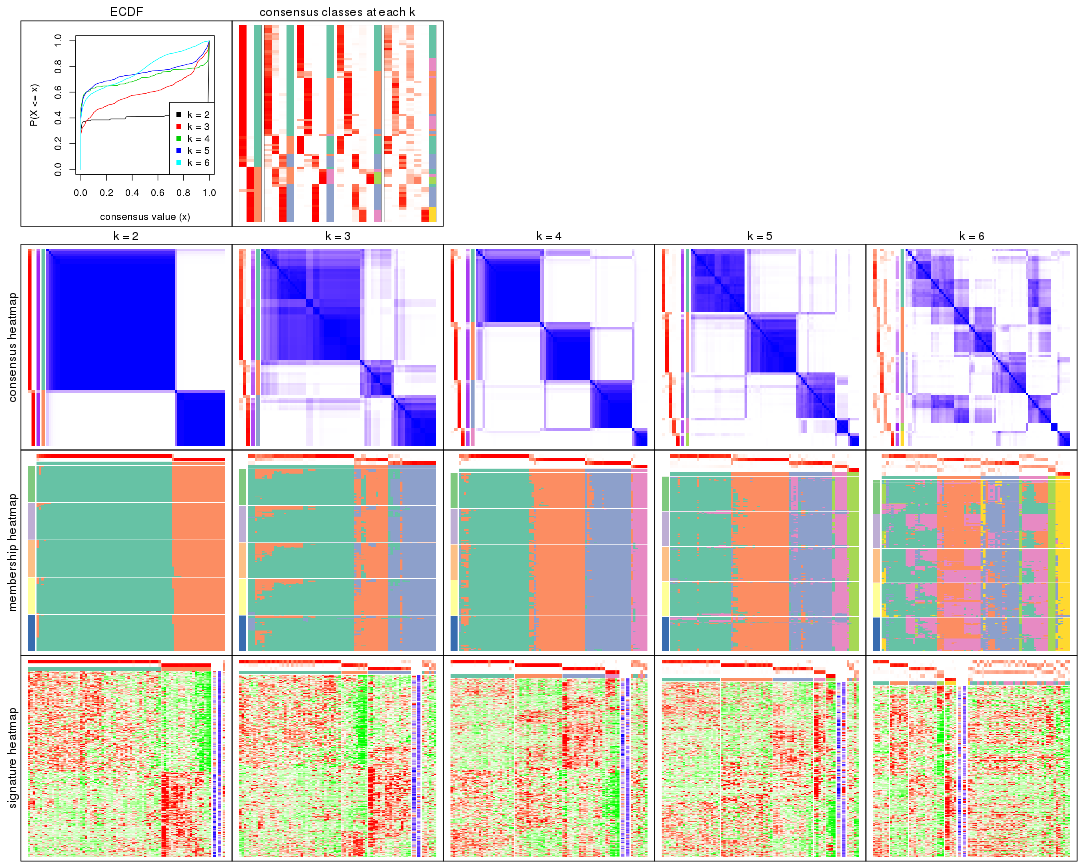 ECDF
consensus classes at each k
P(X <= x)
0.0 0.2 0.4 0.6 0.8 1.0
k = 2
k = 3
k = 4
k = 5
k = 6
0.0 0.2 0.4 0.6 0.8 1.0
consensus value (x)
k = 2 k = 3 k = 4 k = 5 k = 6
consensus heatmap
membership heatmap
signature heatmap